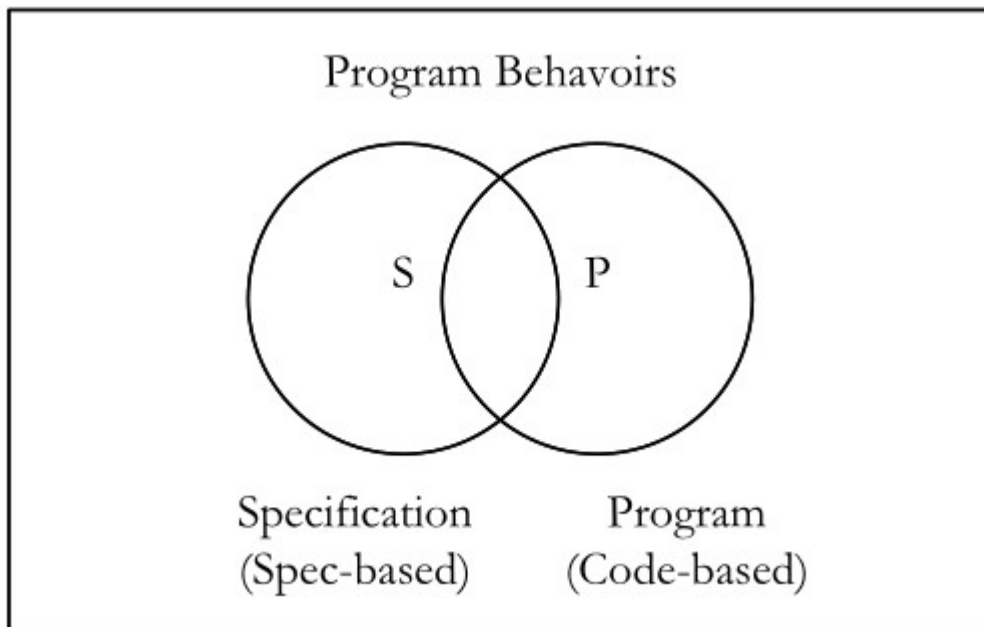 Program Behavoirs
S P
Specification Program
(Spec-based) (Code-based)